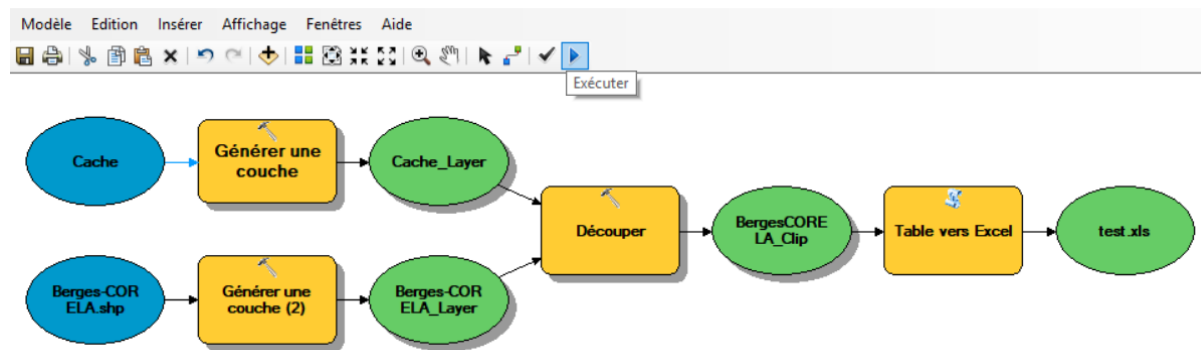 Modèle Edition Insérer Affichage Fenêtres Aide
Exécuter
Cache
Générer une
couche
Cache_Layer
Découper
BergesCORE
LA_Clip
Table vers Excel
test.xls
Berges-COR
ELA.shp
Générer une
couche (2)
Berges-COR
ELA_Layer